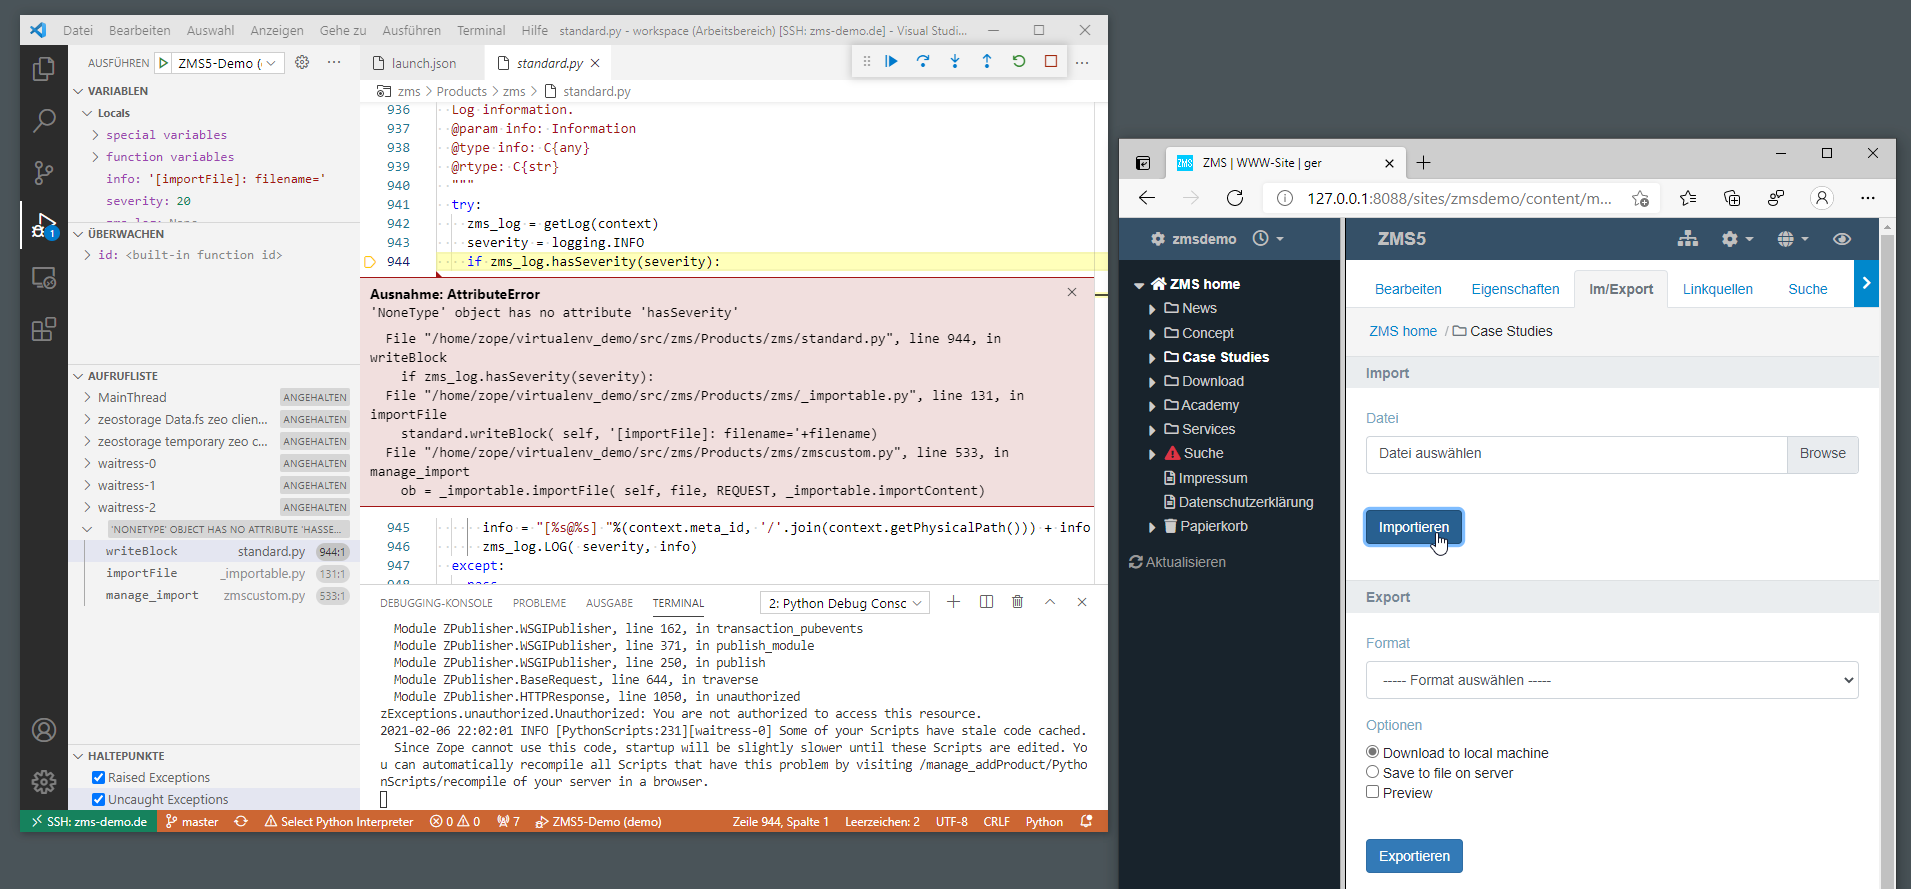 Datei Bearbeiten Auswahl Anzeigen Gehe zu Ausführen Terminal Hilfe standard.py - workspace (Arbeitsbereich) [SSH: zms-demo.de] - Visual Studi...
AUSFÜHREN ZMS5-Demo (
VARIABLEN
Locals
special variables
function variables
info: '[importFile]: filename='
severity: 20
ÜBERWACHEN
id: <built-in function id>
AUFRUFLISTE
MainThread ANGEHALTEN
zeostorage Data.fs zeo clien... ANGEHALTEN
zeostorage temporary zeo c... ANGEHALTEN
waitress-0 ANGEHALTEN
waitress-1 ANGEHALTEN
waitress-2 ANGEHALTEN
'NONETYPE' OBJECT HAS NO ATTRIBUTE 'HASSE...
writeBlock standard.py 944:1
importFile _importable.py 131:1
manage_import zmscustom.py 533:1
HALTEPUNKTE
Raised Exceptions
Uncaught Exceptions
launch.json standard.py
zms > Products > zms > standard.py
936 Log information.
937 @param info: Information
938 @type info: C{any}
939 @rtype: C{str}
940 """
941 try:
942 zms_log = getLog(context)
943 severity = logging.INFO
944 if zms_log.hasSeverity(severity):
Ausnahme: AttributeError
'NoneType' object has no attribute 'hasSeverity'
File "/home/zope/virtualenv_demo/src/zms/Products/zms/standard.py", line 944, in
writeBlock
if zms_log.hasSeverity(severity):
File "/home/zope/virtualenv_demo/src/zms/Products/zms/_importable.py", line 131, in
importFile
standard.writeBlock( self, '[importFile]: filename='+filename)
File "/home/zope/virtualenv_demo/src/zms/Products/zms/zmscustom.py", line 533, in
manage_import
ob = _importable.importFile( self, file, REQUEST, _importable.importContent)
945 info = "[%s@%s] "%(context.meta_id, '/'.join(context.getPhysicalPath())) + info
946 zms_log.LOG( severity, info)
947 except:
948 pass
DEBUGGING-KONSOLE PROBLEME AUSGABE TERMINAL 2: Python Debug Consc
Module ZPublisher.WSGIPublisher, line 162, in transaction_pubevents
Module ZPublisher.WSGIPublisher, line 371, in publish_module
Module ZPublisher.WSGIPublisher, line 250, in publish
Module ZPublisher.BaseRequest, line 644, in traverse
Module ZPublisher.HTTPResponse, line 1050, in unauthorized
zExceptions.unauthorized.Unauthorized: You are not authorized to access this resource.
2021-02-06 22:02:01 INFO [PythonScripts:231][waitress-0] Some of your Scripts have stale code cached.
Since Zope cannot use this code, startup will be slightly slower until these Scripts are edited. Yo
u can automatically recompile all Scripts that have this problem by visiting /manage_addProduct/Pytho
nScripts/recompile of your server in a browser.
SSH: zms-demo.de master Select Python Interpreter 0 0 7 ZMS5-Demo (demo) Zeile 944, Spalte 1 Leerzeichen: 2 UTF-8 CRLF Python
ZMS ZMS | WWW-Site | ger
127.0.0.1:8088/sites/zmsdemo/content/m...
zmsdemo
ZMS home
News
Concept
Case Studies
Download
Academy
Services
Suche
Impressum
Datenschutzerklärung
Papierkorb
Aktualisieren
ZMS5
Bearbeiten Eigenschaften Im/Export Linkquellen Suche
ZMS home / Case Studies
Import
Datei
Datei auswählen Browse
Importieren
Export
Format
----- Format auswählen -----
Optionen
Download to local machine
Save to file on server
Preview
Exportieren